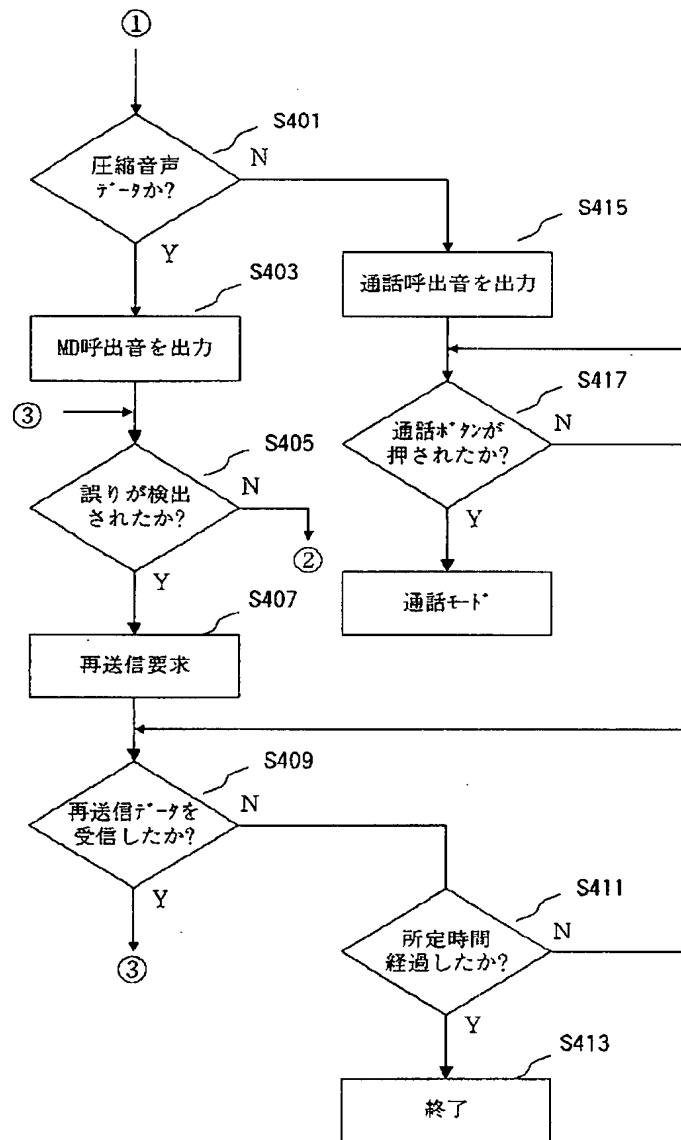 ①
S401
圧縮音声
データか?
N
Y
S415
通話呼出音を出力
S403
MD呼出音を出力
③
S417
通話ボタンが
押されたか?
N
Y
S405
誤りが検出
されたか?
N
②
Y
通話モード
S407
再送信要求
S409
再送信データを
受信したか?
N
Y
③
S411
所定時間
経過したか?
N
Y
S413
終了